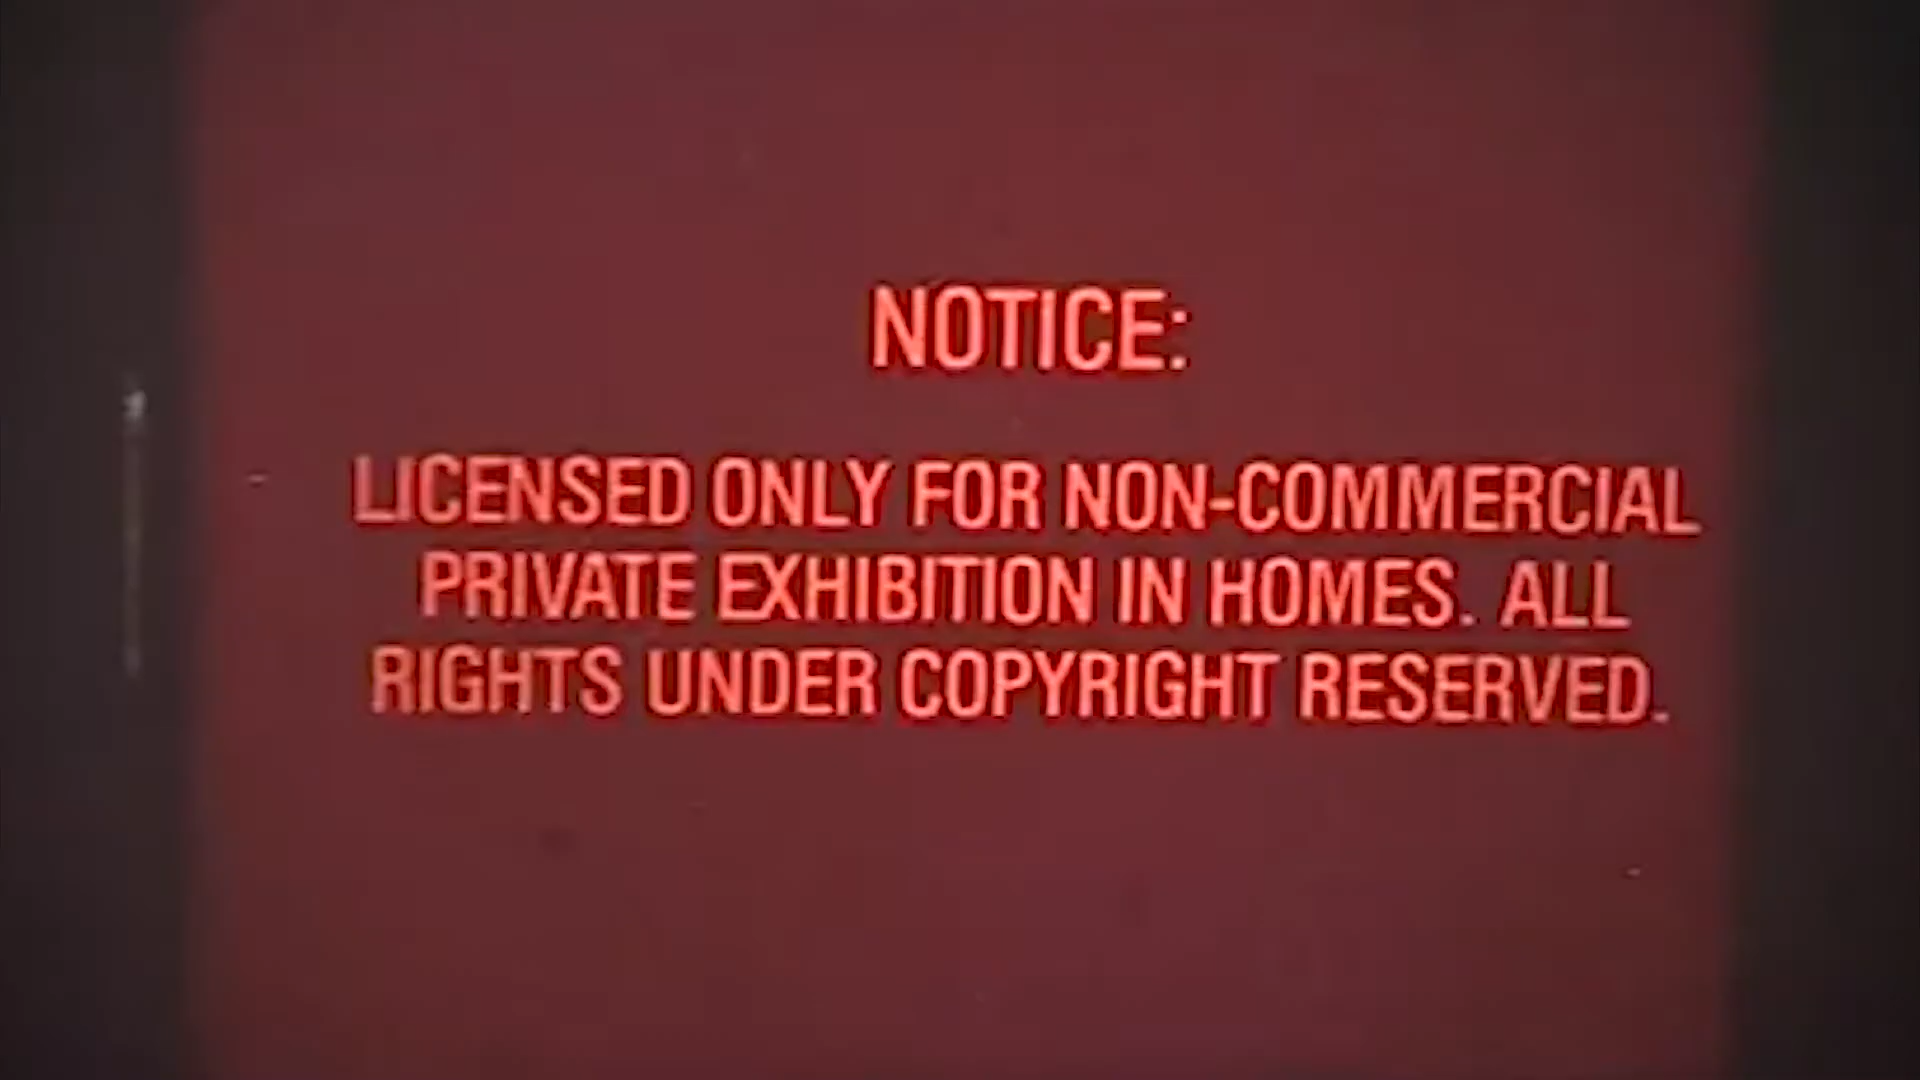 NOTICE:
LICENSED ONLY FOR NON-COMMERCIAL
PRIVATE EXHIBITION IN HOMES. ALL
RIGHTS UNDER COPYRIGHT RESERVED.